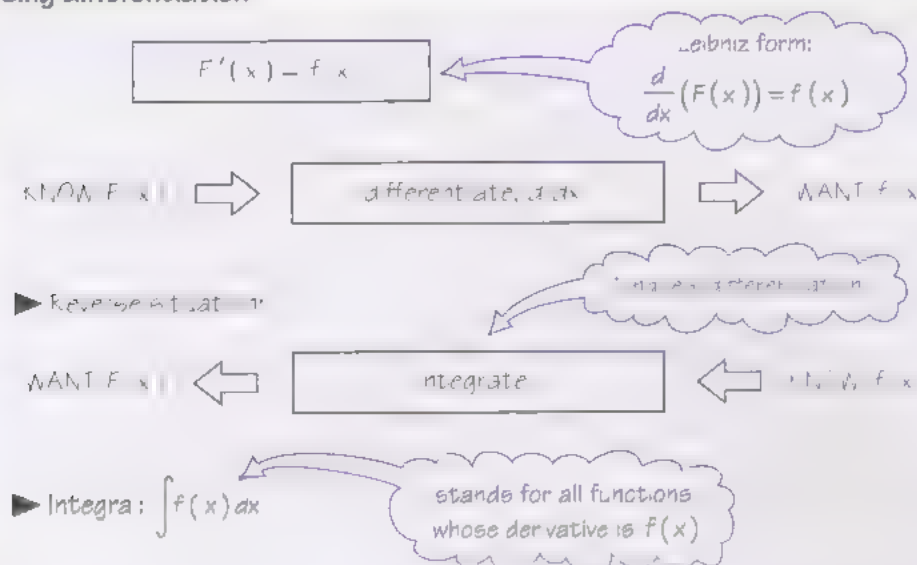 F'(x) = f x
Leibniz form:
d/dx (F(x)) = f(x)
KNOW F x
differentiate, d dx
WANT f x
Reverse situation
WANT F x
integrate
f x
Integral: ∫f(x)dx
stands for all functions
whose derivative is f(x)